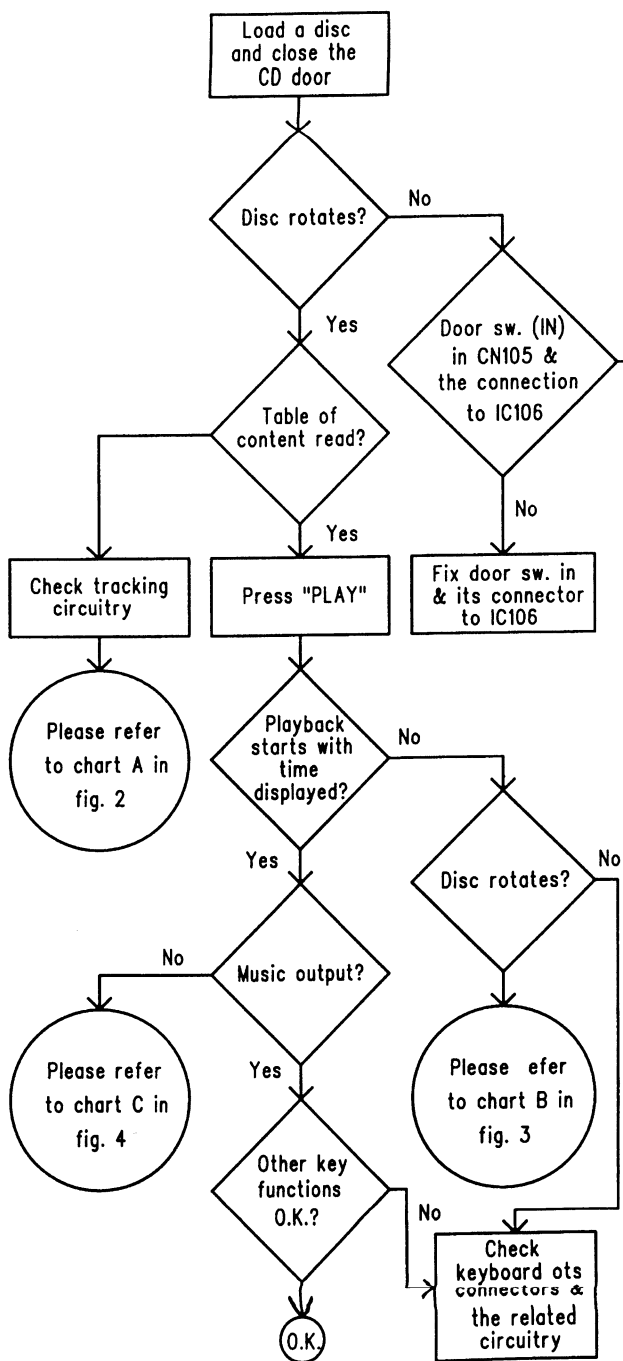 Load a disc
and close the
CD door
Disc rotates?
No
Yes
Door sw. (IN)
in CN105 &
the connection
to IC106
No
Fix door sw. in
& its connector
to IC106
Table of
content read?
Yes
Check tracking
circuitry
Please refer
to chart A in
fig. 2
Press "PLAY"
Playback
starts with
time
displayed?
No
Yes
Disc rotates?
No
Please efer
to chart B in
fig. 3
Music output?
No
Please refer
to chart C in
fig. 4
Yes
Other key
functions
O.K.?
No
Check
keyboard ots
connectors &
the related
circuitry
O.K.